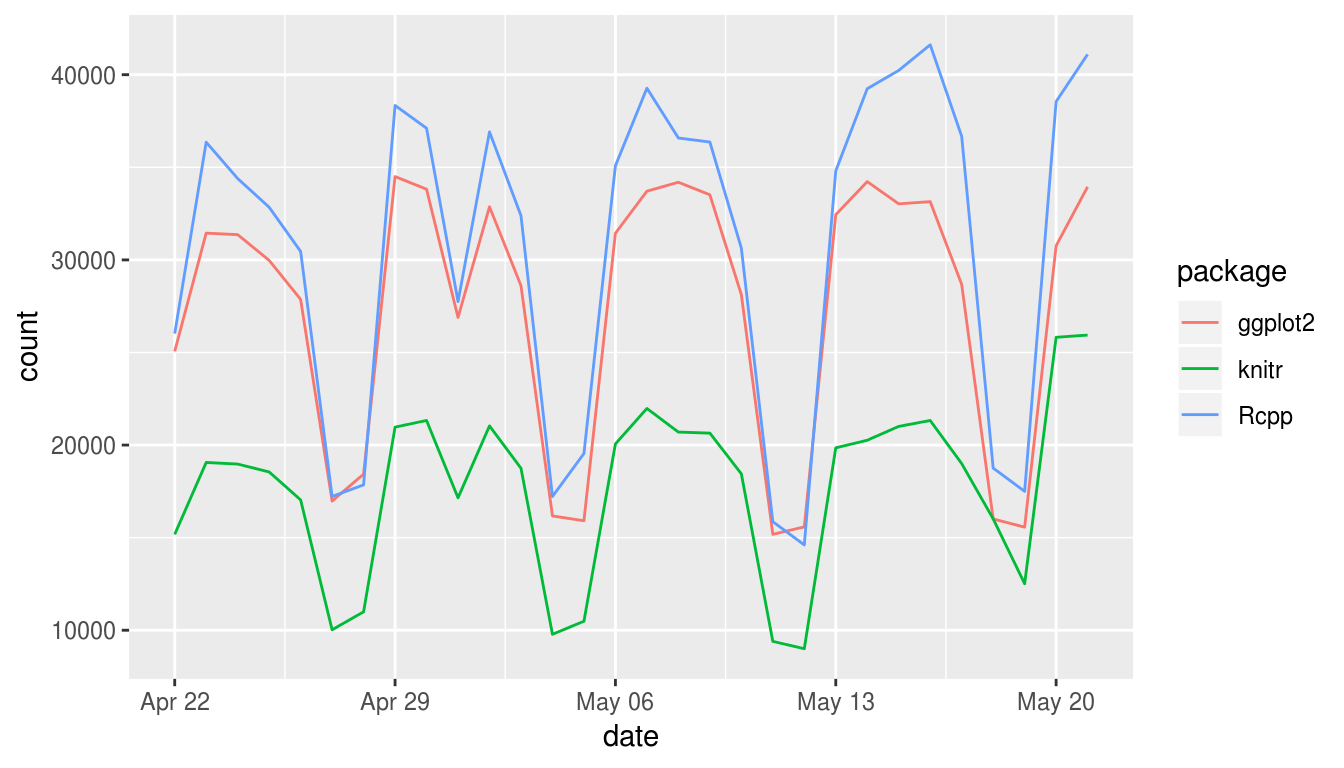 40000
30000
20000
10000
count
Apr 22
Apr 29
May 06
May 13
May 20
date
package
ggplot2
knitr
Rcpp